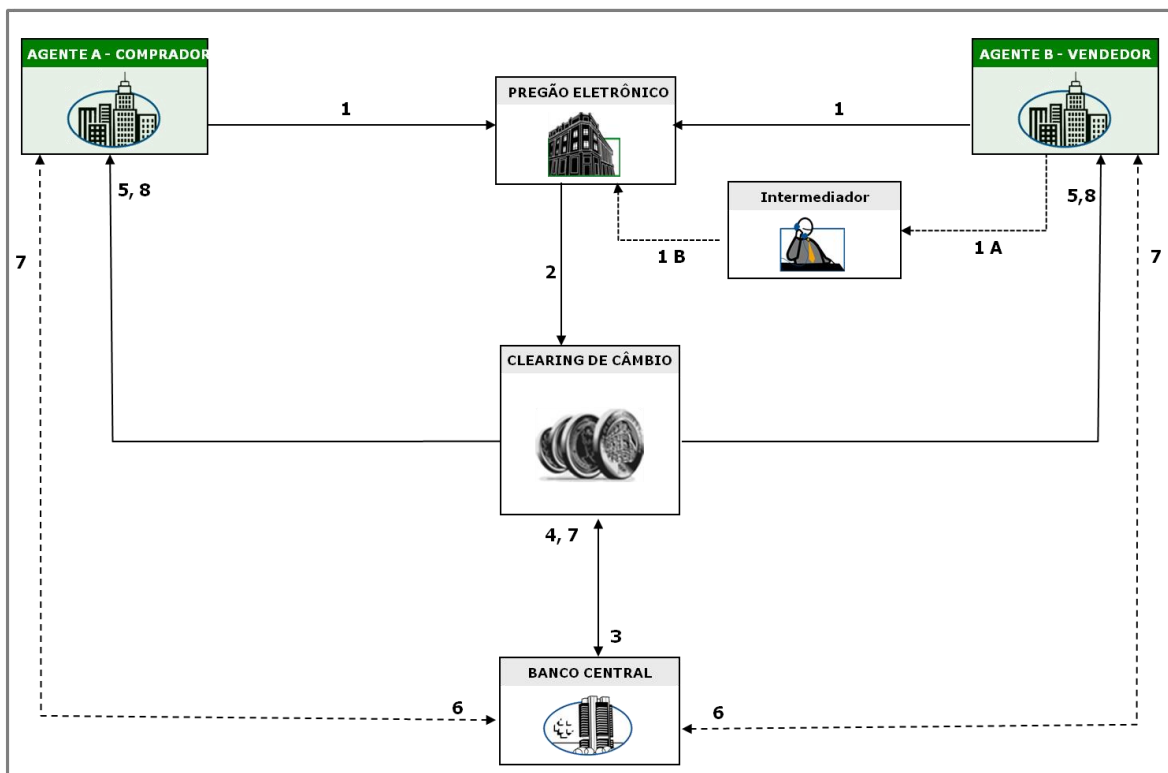 AGENTE A - COMPRADOR
AGENTE B - VENDEDOR
PREGÃO ELETRÔNICO
1
1
Intermediador
5, 8
5,8
1 A
1 B
7
7
2
CLEARING DE CÂMBIO
4, 7
3
BANCO CENTRAL
6
6